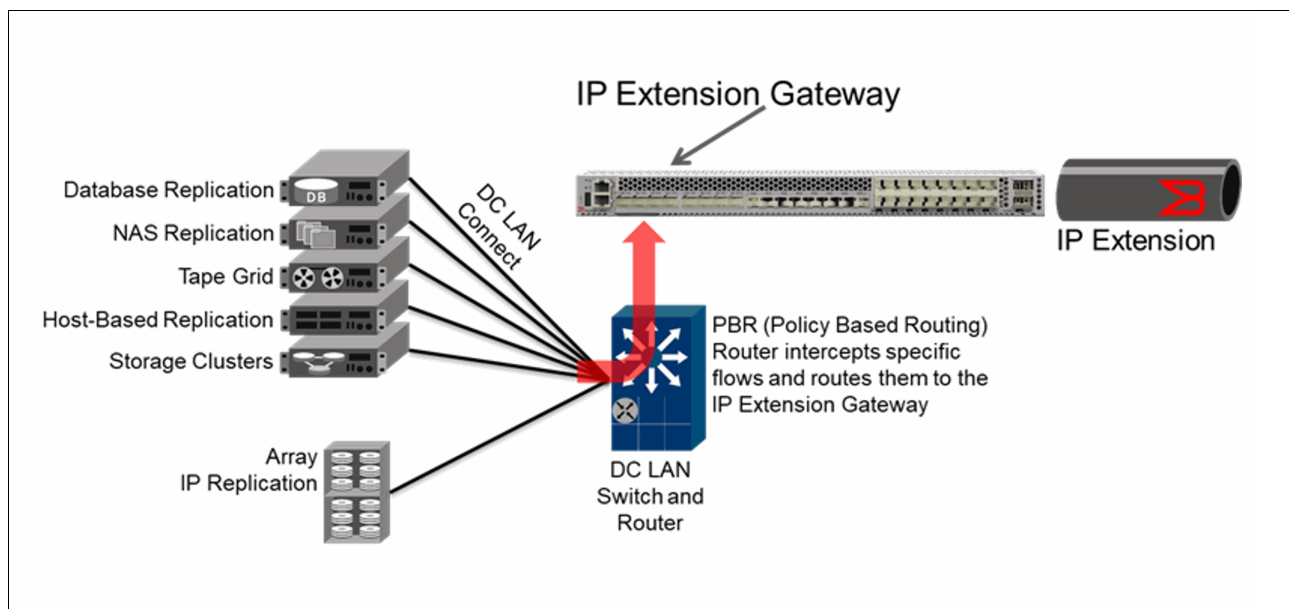 IP Extension Gateway
Database Replication
DB
NAS Replication
Tape Grid
Host-Based Replication
Storage Clusters
DC LAN
Connect
IP Extension
PBR (Policy Based Routing)
Router intercepts specific
flows and routes them to the
IP Extension Gateway
Array
IP Replication
DC LAN
Switch and
Router